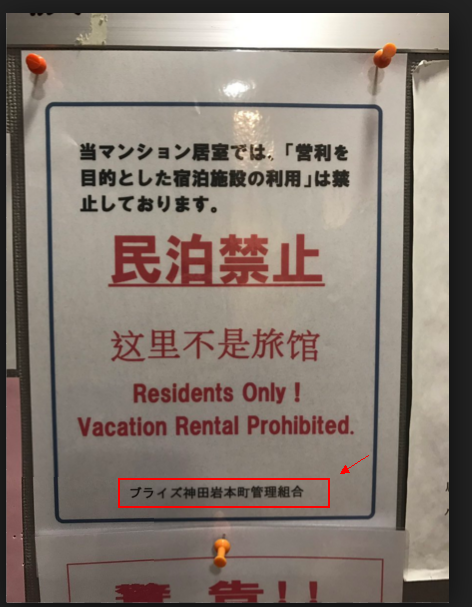 当マンション居室では、「営利を
目的とした宿泊施設の利用」は禁
止しております。
民泊禁止
这里不是旅馆
Residents Only !
Vacation Rental Prohibited.
プライズ神田岩本町管理組合
警告!!